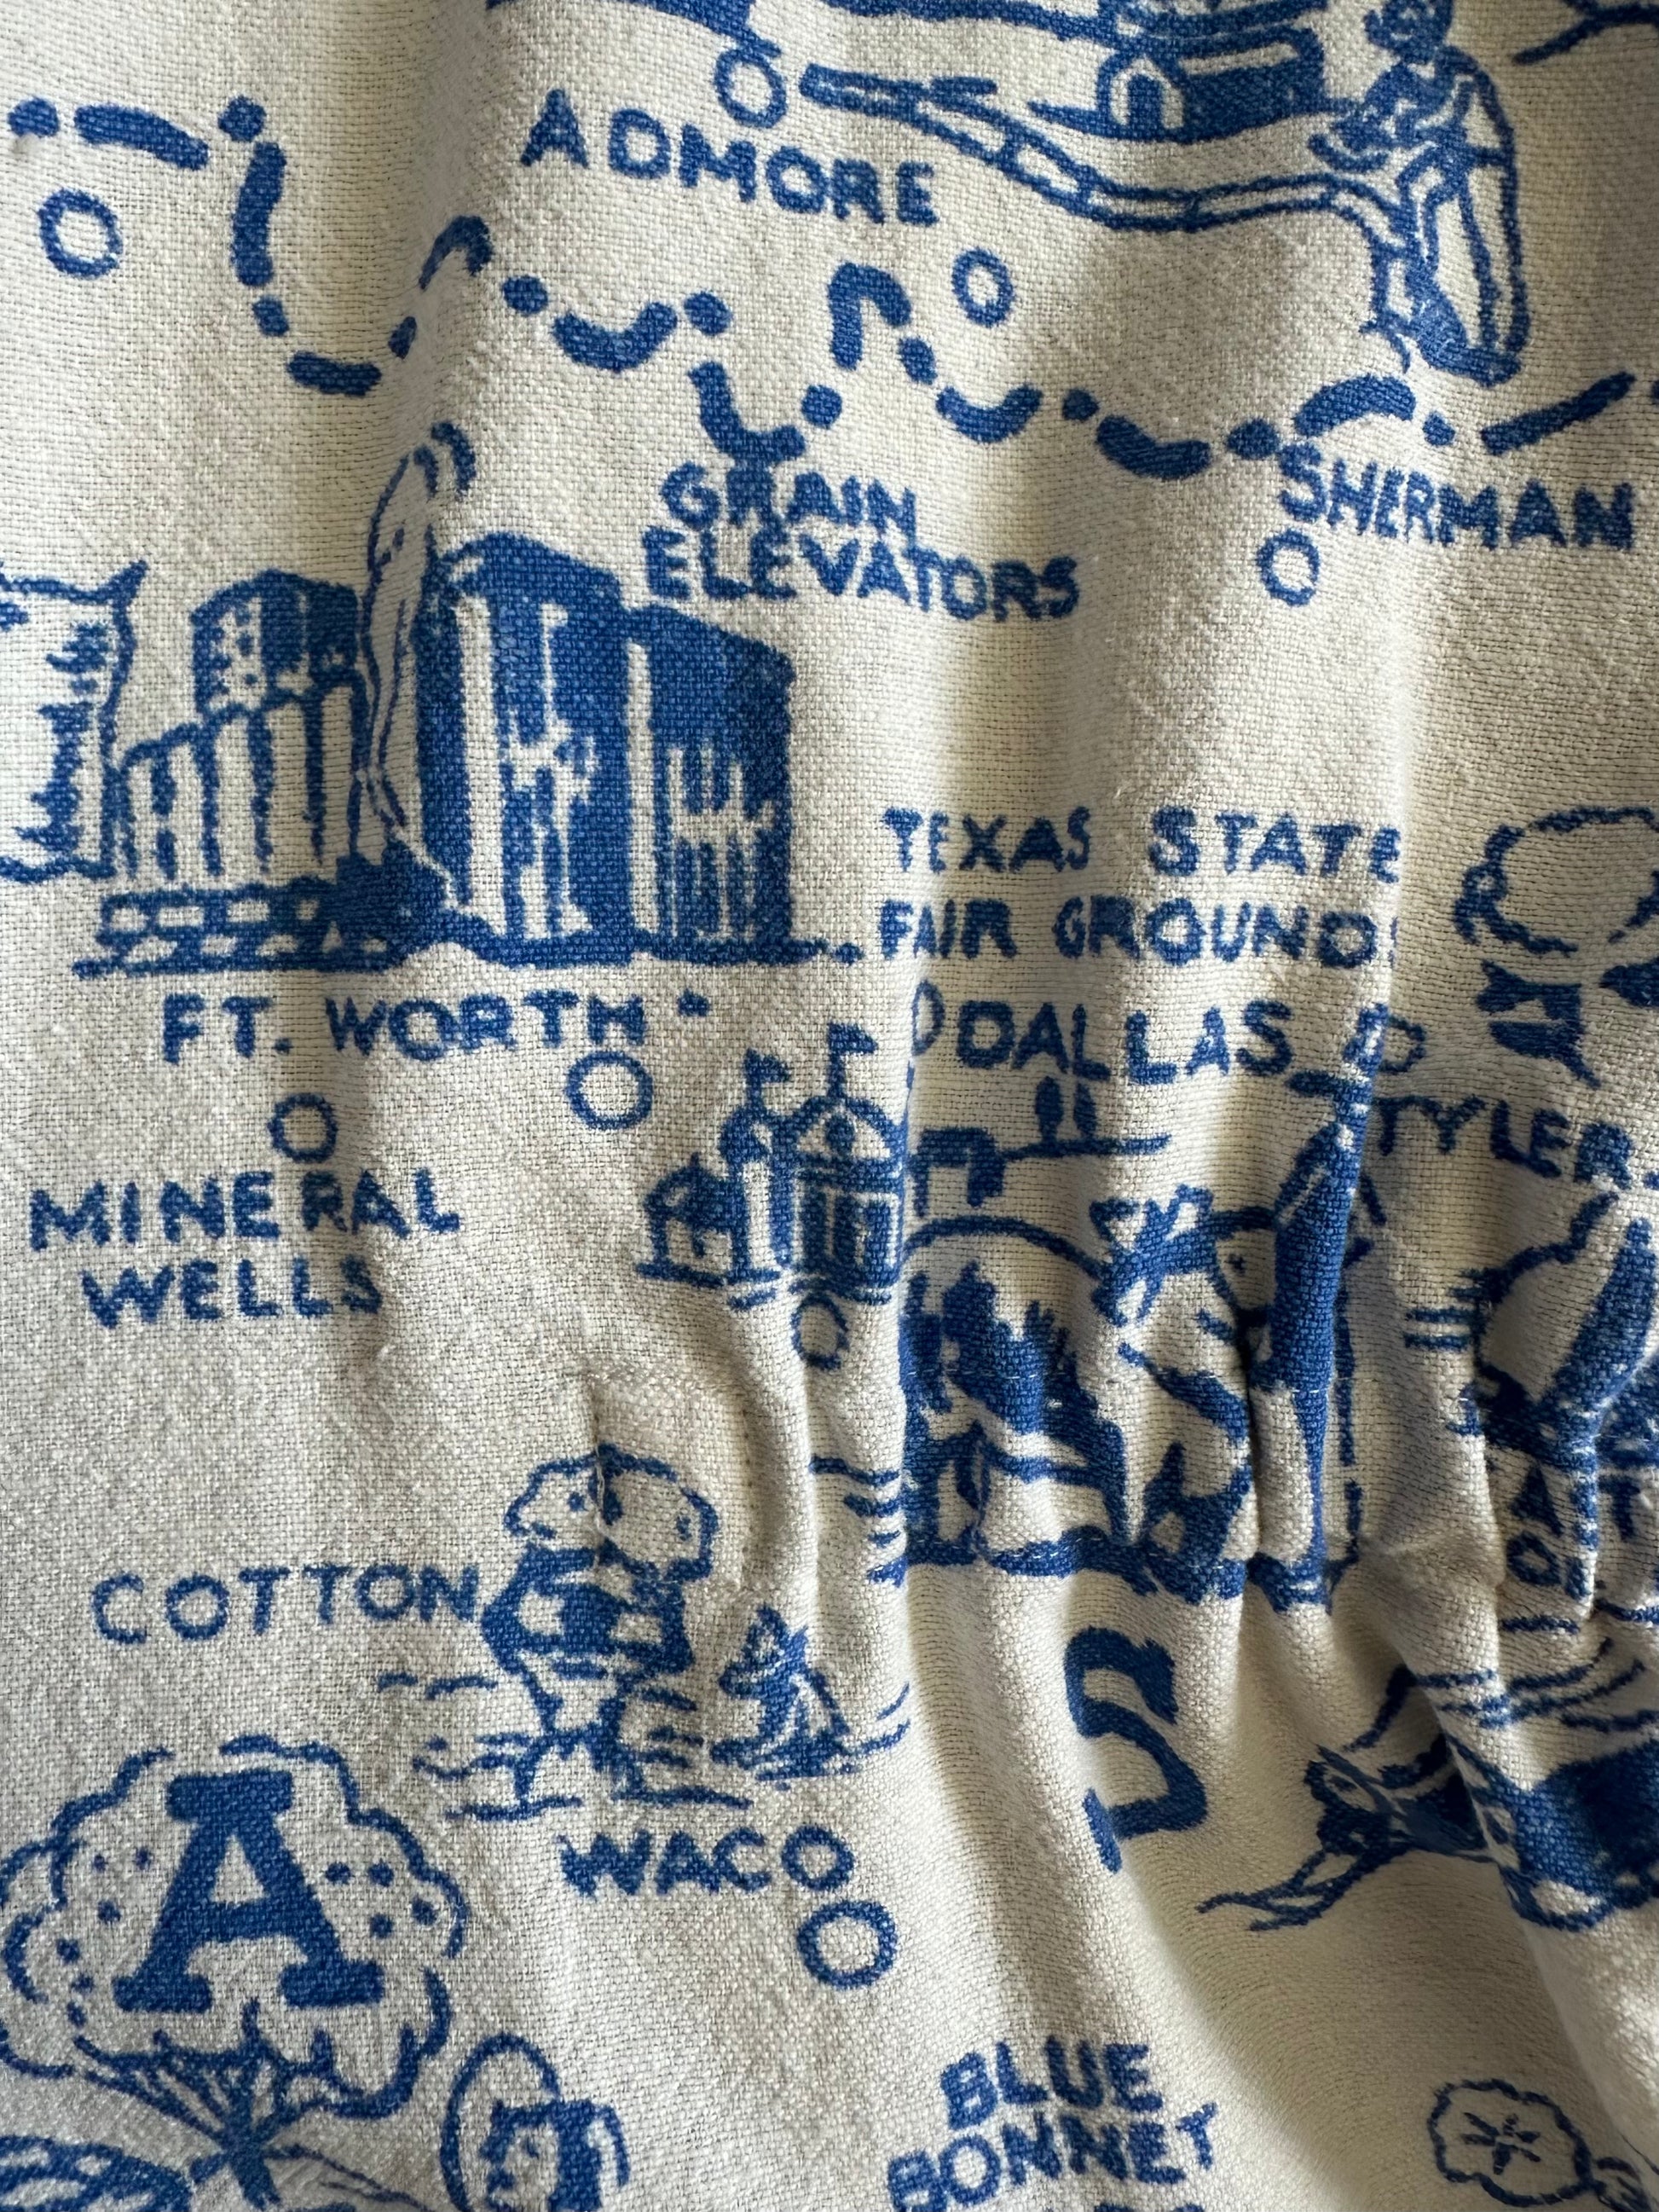 ADMORE
GRAIN
ELEVATORS
SHERMAN
TEXAS STATE
FAIR GROUNDS
FT. WORTH
DALLAS
TYLER
MINERAL
WELLS
COTTON
S
A
WACO
BLUE
BONNET